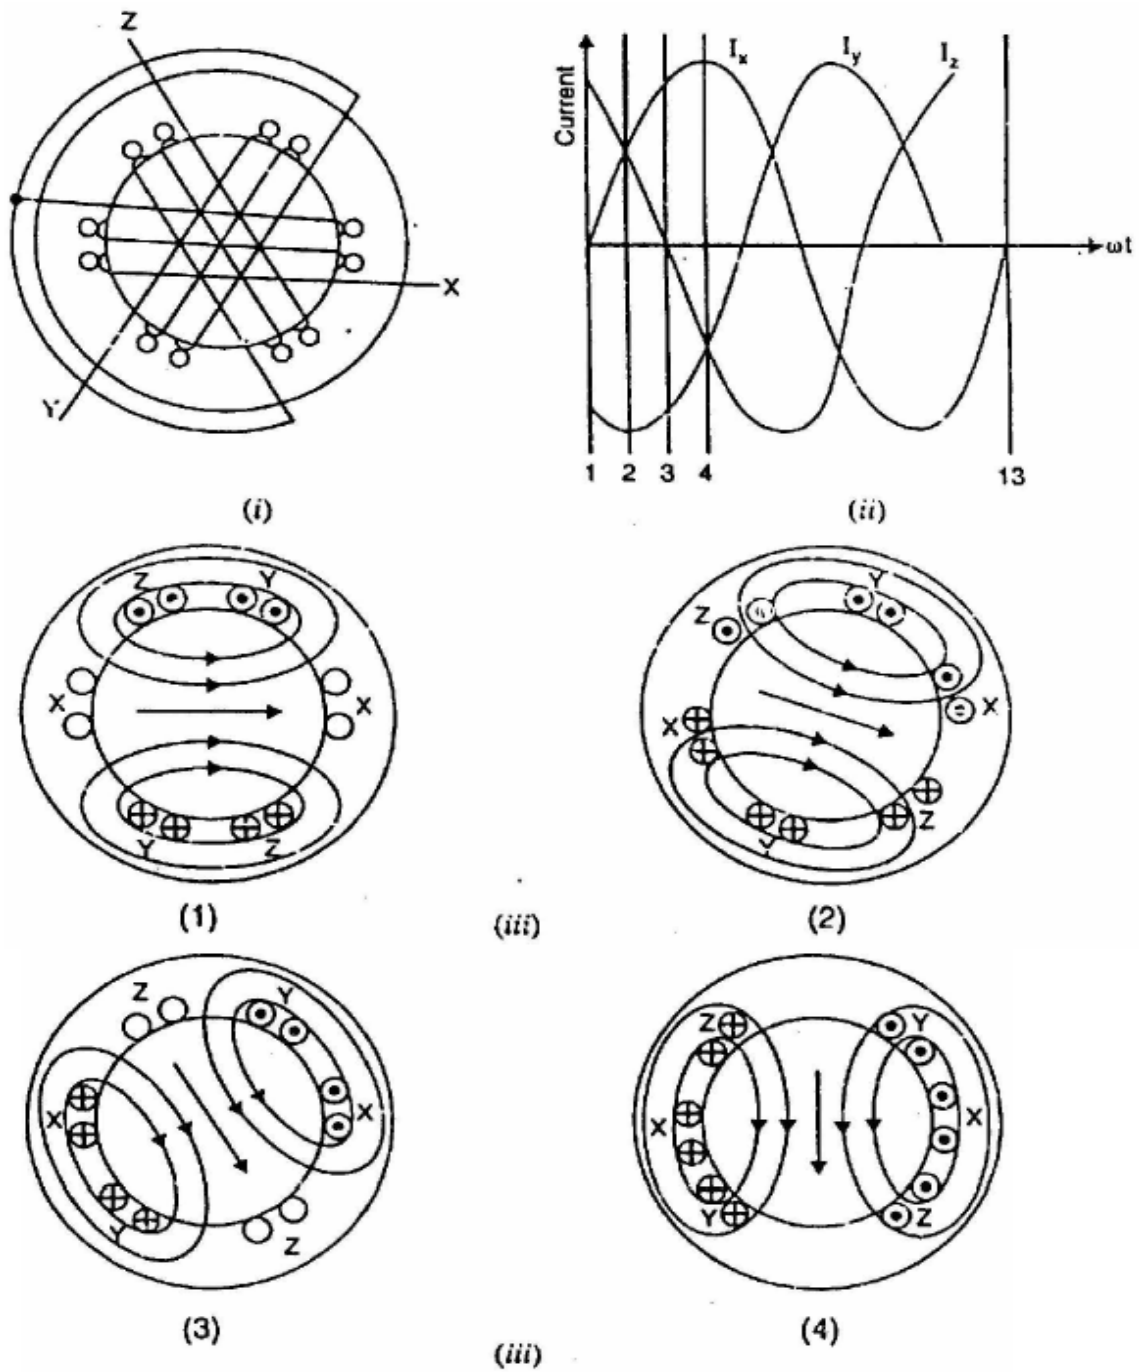 Z
X
Y
(i)
Current
Ix
Iy
Iz
ωt
1 2 3 4 13
(ii)
Z Y
X X
Y Z
(1)
Y
Z
X
X
Z
Y
(2)
(iii)
Z
Y
X
X
Y
Z
(3)
Z
Y
X
X
Y
Z
(4)
(iii)